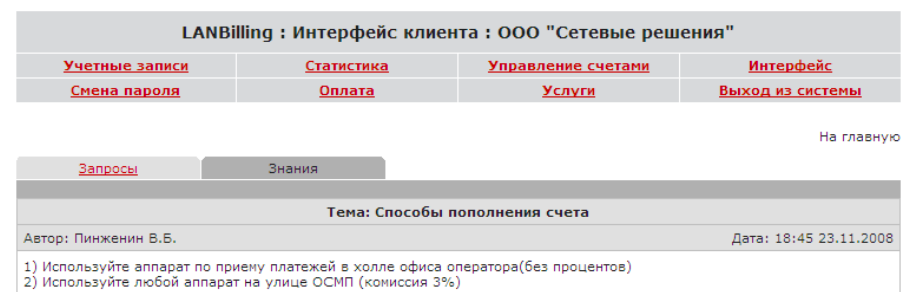 LANBilling : Интерфейс клиента : ООО "Сетевые решения"
Учетные записи Статистика Управление счетами Интерфейс
Смена пароля Оплата Услуги Выход из системы
На главную
Запросы Знания
Тема: Способы пополнения счета
Автор: Пинженин В.Б. Дата: 18:45 23.11.2008
1) Используйте аппарат по приему платежей в холле офиса оператора(без процентов)
2) Используйте любой аппарат на улице ОСМП (комиссия 3%)